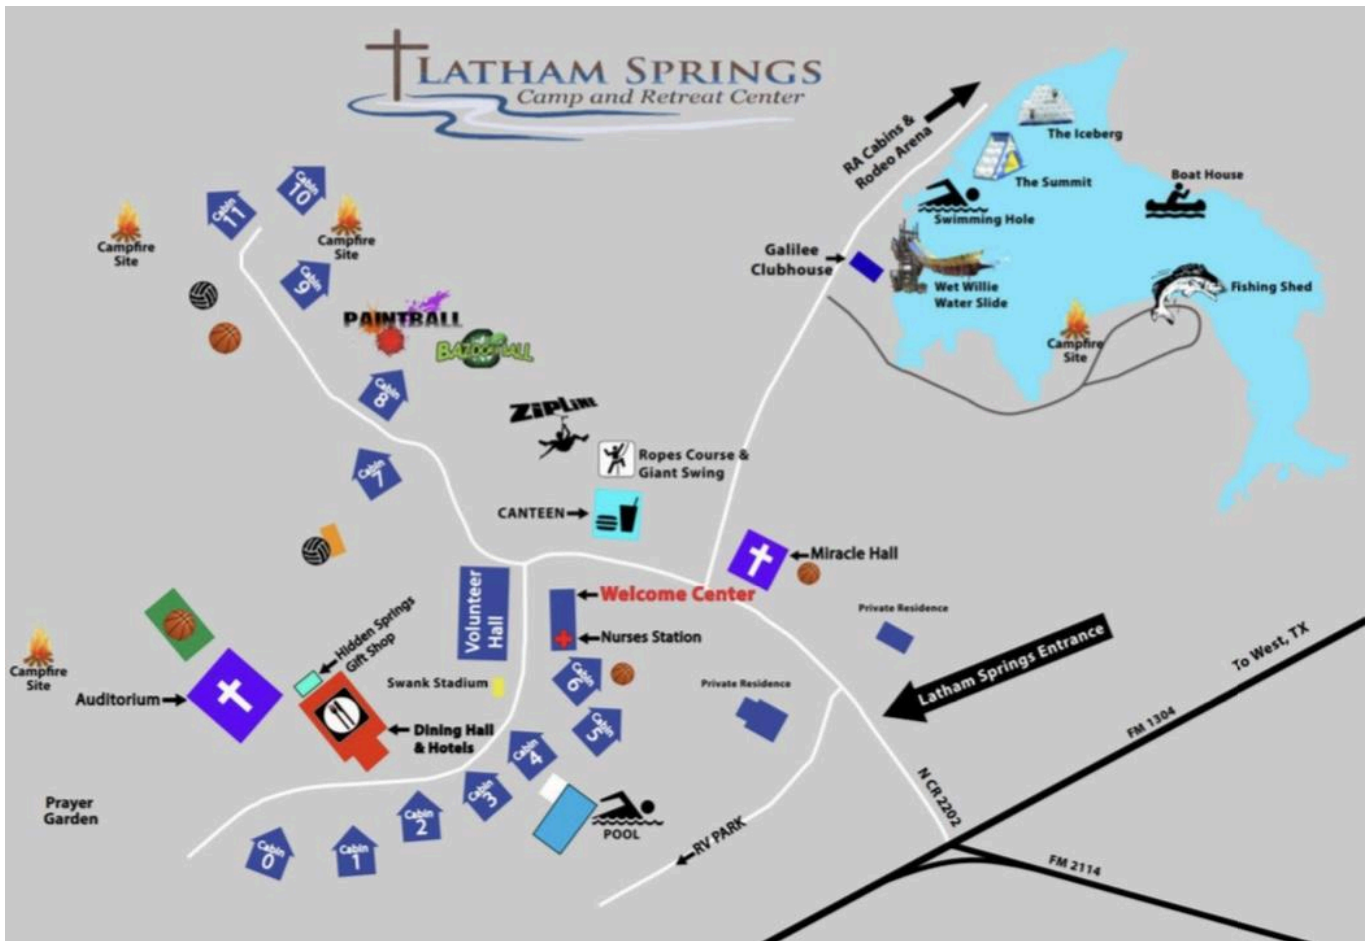 LATHAM SPRINGS
Camp and Retreat Center
RA Cabins &
Rodeo Arena
The Iceberg
The Summit
Boat House
Swimming Hole
Galilee
Clubhouse
Wet Willie
Water Slide
Fishing Shed
Campfire
Site
Cabin
10
Cabin
11
Campfire
Site
Campfire
Site
Cabin
9
PAINTBALL
BAZOOKABALL
Cabin
8
ZIPLINE
Ropes Course &
Giant Swing
Cabin
7
CANTEEN
Miracle Hall
Volunteer
Hall
Welcome Center
Nurses Station
Private Residence
Latham Springs Entrance
To West, TX
FM 1304
Hidden Springs
Gift Shop
Campfire
Site
Auditorium
Swank Stadium
Cabin
6
Private Residence
Dining Hall
& Hotels
Cabin
5
Cabin
4
Cabin
3
Cabin
2
Cabin
1
Cabin
0
Prayer
Garden
POOL
RV PARK
N CR 2202
FM 2114